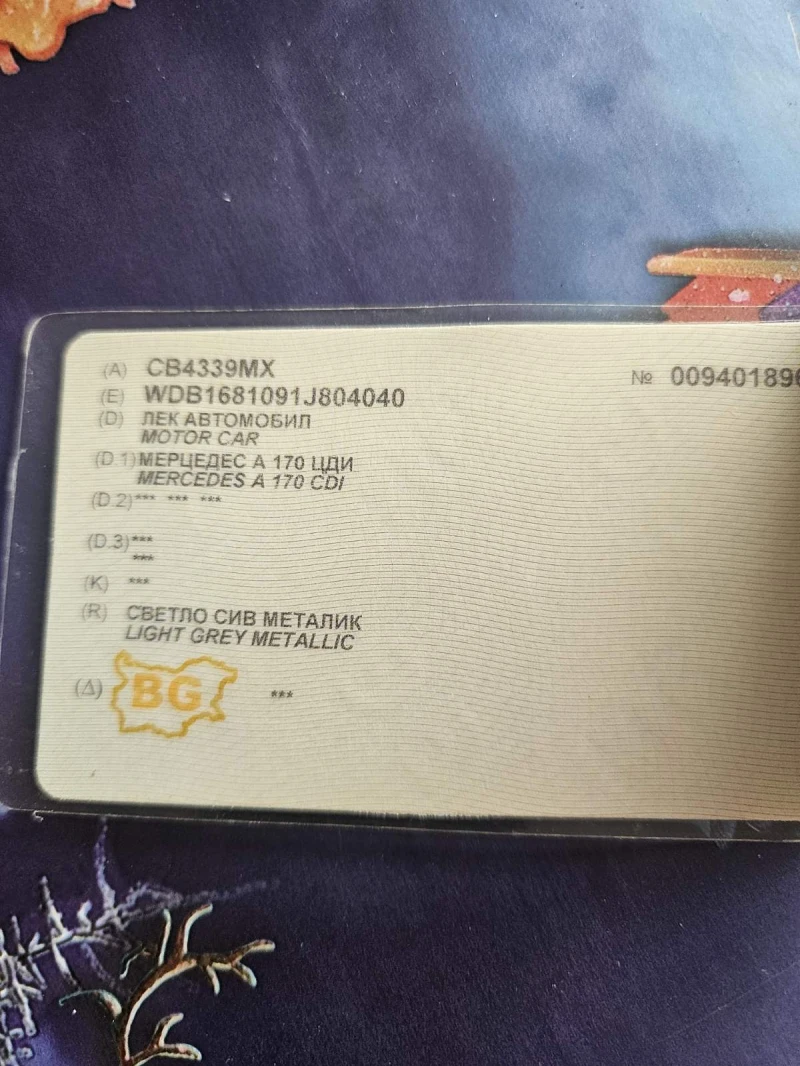 (A) CB4339MX
№ 00940189
(E) WDB1681091J804040
(D) ЛЕК АВТОМОБИЛ
MOTOR CAR
(D.1) МЕРЦЕДЕС А 170 ЦДИ
MERCEDES A 170 CDI
(D.2) *** *** ***
(D.3) ***
***
(K) ***
(R) СВЕТЛО СИВ МЕТАЛИК
LIGHT GREY METALLIC
(Δ) BG ***